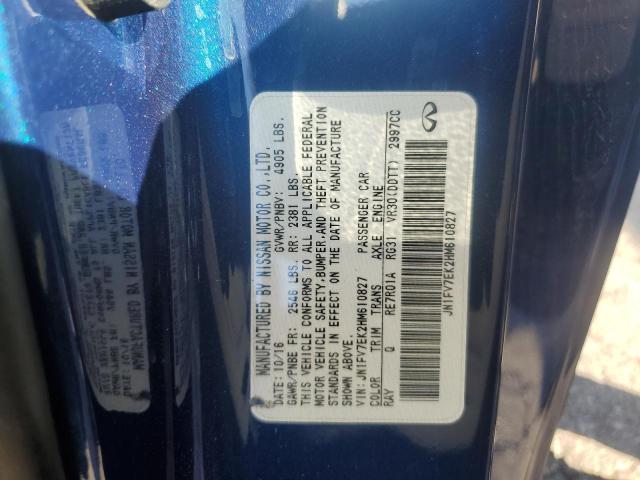 MANUFACTURED BY NISSAN MOTOR CO.,LTD.
DATE: 10/16 GVWR/PNBV: 4905 LBS.
GAWR/PNBE FR: 2546 LBS. RR: 2381 LBS.
THIS VEHICLE CONFORMS TO ALL APPLICABLE FEDERAL
MOTOR VEHICLE SAFETY,BUMPER,AND THEFT PREVENTION
STANDARDS IN EFFECT ON THE DATE OF MANUFACTURE
SHOWN ABOVE.
VIN:JN1FV7EK2HM610827 PASSENGER CAR
COLOR TRIM TRANS AXLE ENGINE
RAY Q RE7R01A RG31 VR30(DDTT) 2997CC
JN1FV7EK2HM610827